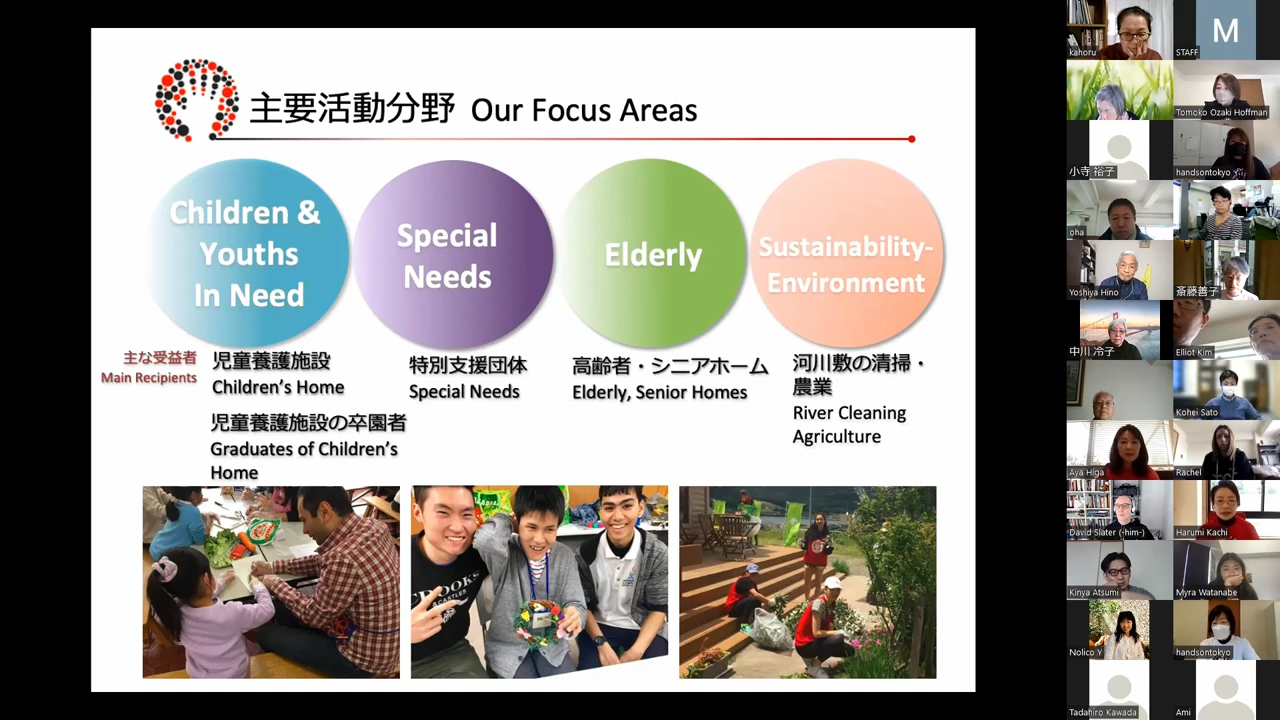 主要活動分野 Our Focus Areas
Children &
Youths
In Need
Special
Needs
Elderly
Sustainability-
Environment
主な受益者
Main Recipients
児童養護施設
Children’s Home
児童養護施設の卒園者
Graduates of Children’s
Home
特別支援団体
Special Needs
高齢者・シニアホーム
Elderly, Senior Homes
河川敷の清掃・
農業
River Cleaning
Agriculture
CROOKS
& CASTLES
kahoru
M
STAFF
Tomoko Ozaki Hoffman
小寺 裕子
handsontokyo
oha
Yoshiya Hino
斎藤善子
中川 冷子
Elliot Kim
Kohei Sato
Aya Higa
Rachel
David Slater (-him-)
Harumi Kachi
Kinya Atsumi
Myra Watanabe
Nolico Y
handsontokyo
Tadahiro Kawada
Ami